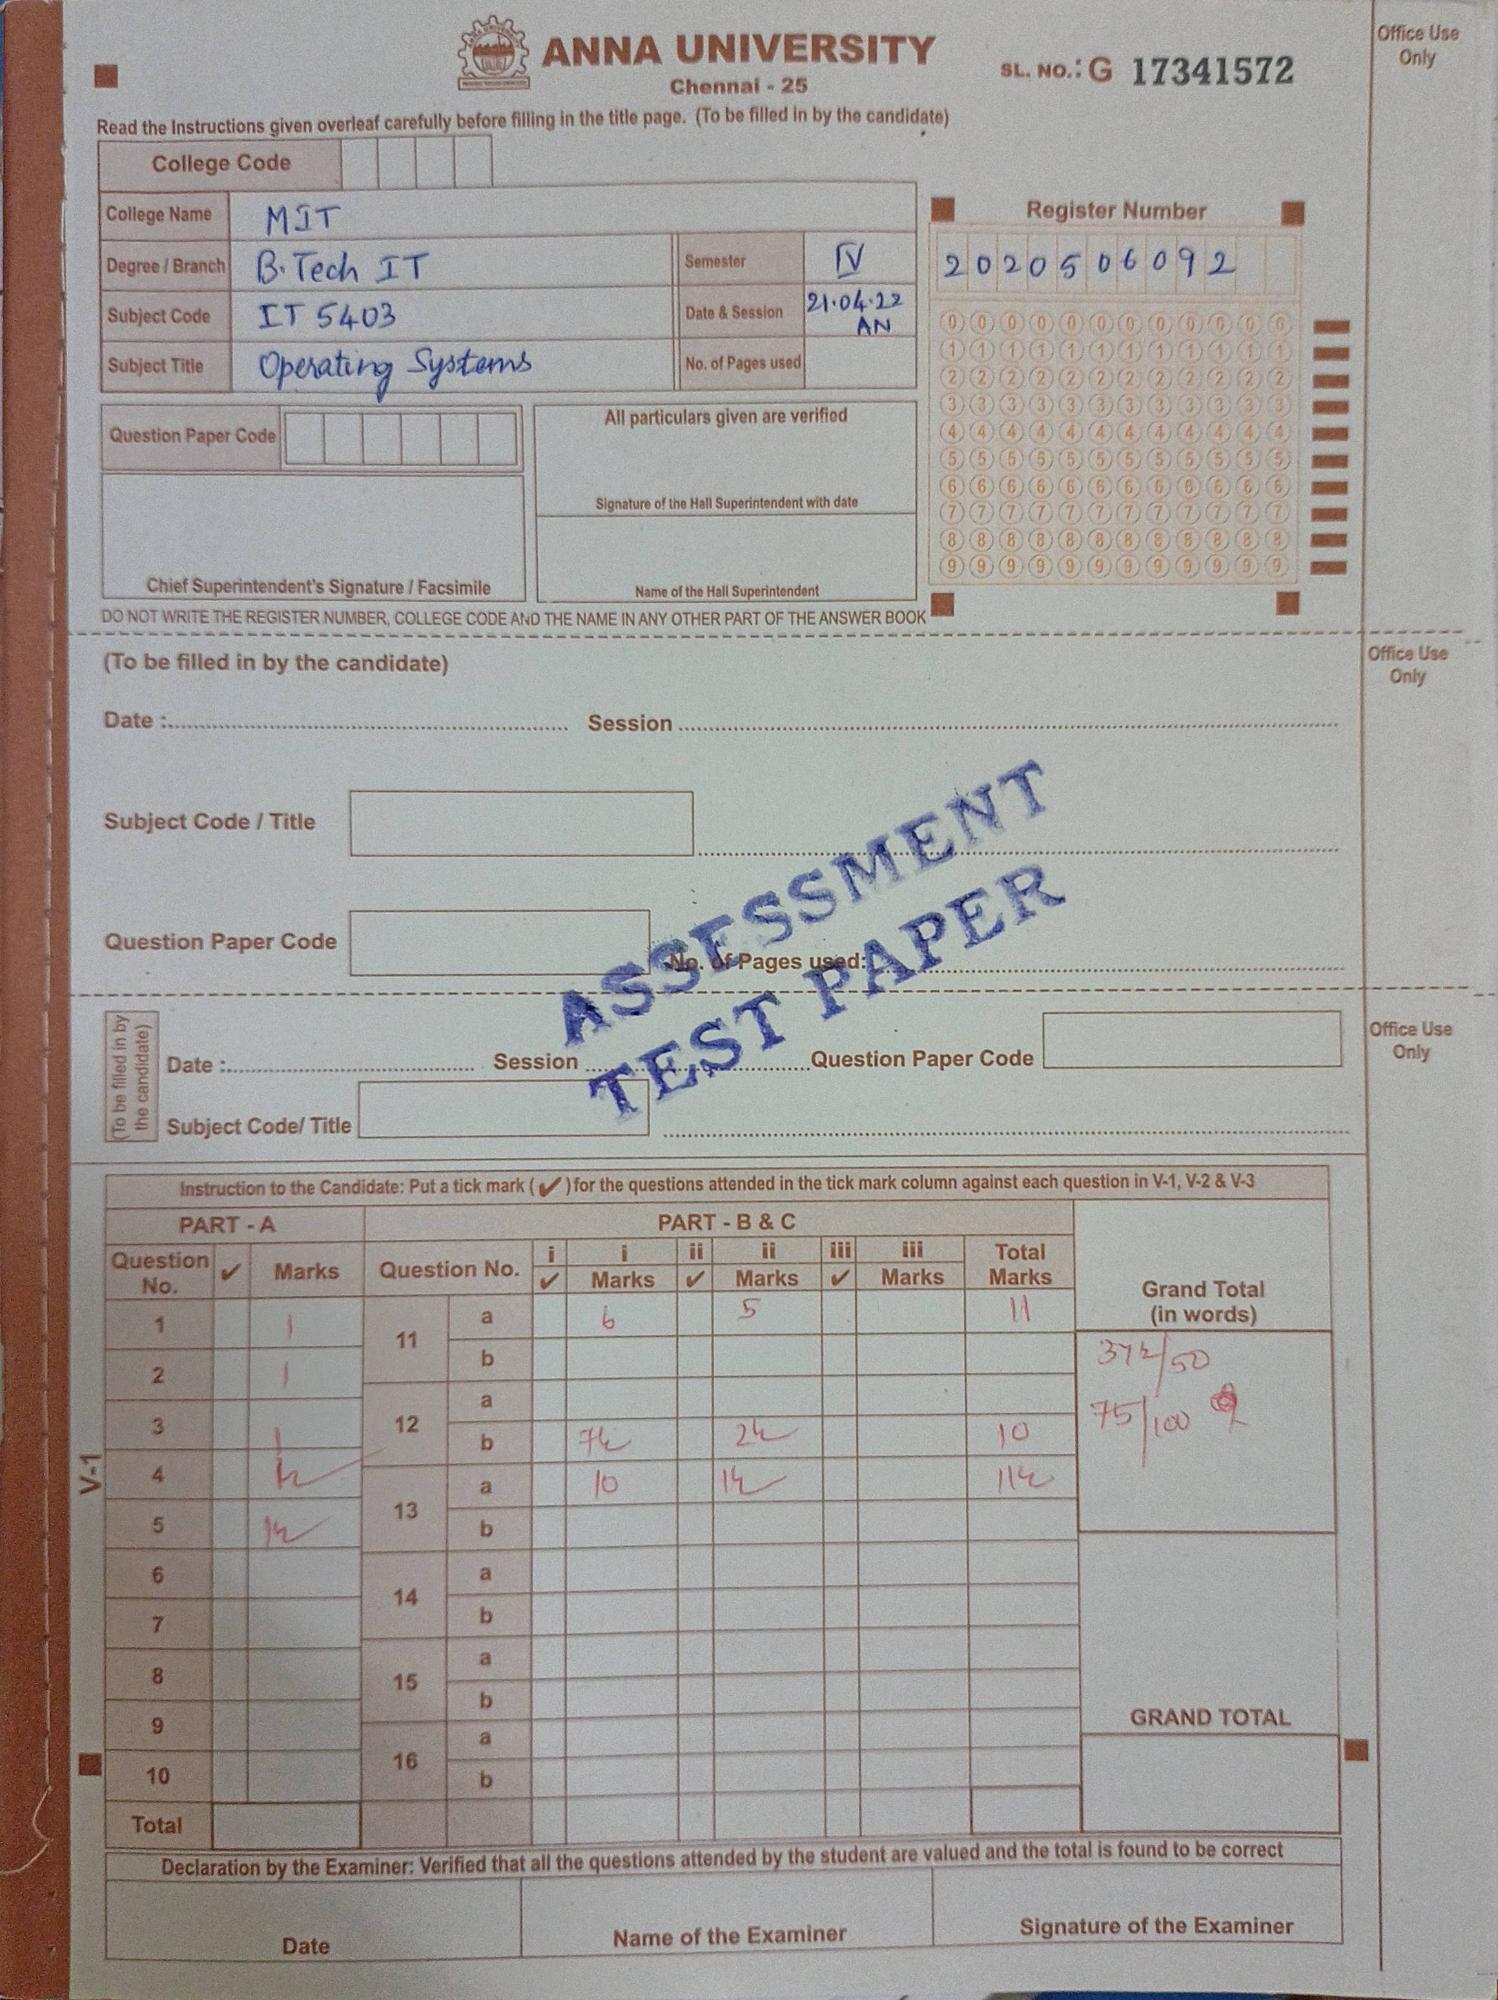 ANNA UNIVERSITY
Chennai - 25
SL. NO.: G 17341572
Office Use
Only
Read the Instructions given overleaf carefully before filling in the title page. (To be filled in by the candidate)
College Code
College Name MIT
Degree / Branch B.Tech IT
Semester IV
Subject Code IT 5403
Date & Session 21.04.22
AN
Subject Title Operating Systems
No. of Pages used
Register Number
2020506092
0 0 0 0 0 0 0 0 0 0 0 0
1 1 1 1 1 1 1 1 1 1 1 1
2 2 2 2 2 2 2 2 2 2 2 2
3 3 3 3 3 3 3 3 3 3 3 3
4 4 4 4 4 4 4 4 4 4 4 4
5 5 5 5 5 5 5 5 5 5 5 5
6 6 6 6 6 6 6 6 6 6 6 6
7 7 7 7 7 7 7 7 7 7 7 7
8 8 8 8 8 8 8 8 8 8 8 8
9 9 9 9 9 9 9 9 9 9 9 9
Question Paper Code
All particulars given are verified
Signature of the Hall Superintendent with date
Chief Superintendent's Signature / Facsimile
Name of the Hall Superintendent
DO NOT WRITE THE REGISTER NUMBER, COLLEGE CODE AND THE NAME IN ANY OTHER PART OF THE ANSWER BOOK
(To be filled in by the candidate)
Office Use
Only
Date : Session
Subject Code / Title
Question Paper Code
No. of Pages used:
ASSESSMENT
TEST PAPER
(To be filled in by
the candidate)
Date : Session Question Paper Code
Office Use
Only
Subject Code/ Title
Instruction to the Candidate: Put a tick mark (✓) for the questions attended in the tick mark column against each question in V-1, V-2 & V-3
PART - A
PART - B & C
Question
No. ✓ Marks
Question No.
i i ii ii iii iii Total
✓ Marks ✓ Marks ✓ Marks Marks
Grand Total
(in words)
V-1
1 1
11 a 6 5 11
b
2 1
12 a
3 1
b 7½ 2½ 10
37½/50
75/100
4 ½
13 a 10 1½ 11½
5 1½
b
6
14 a
7
b
8
15 a
b
9
16 a
10
b
GRAND TOTAL
Total
Declaration by the Examiner: Verified that all the questions attended by the student are valued and the total is found to be correct
Date
Name of the Examiner
Signature of the Examiner